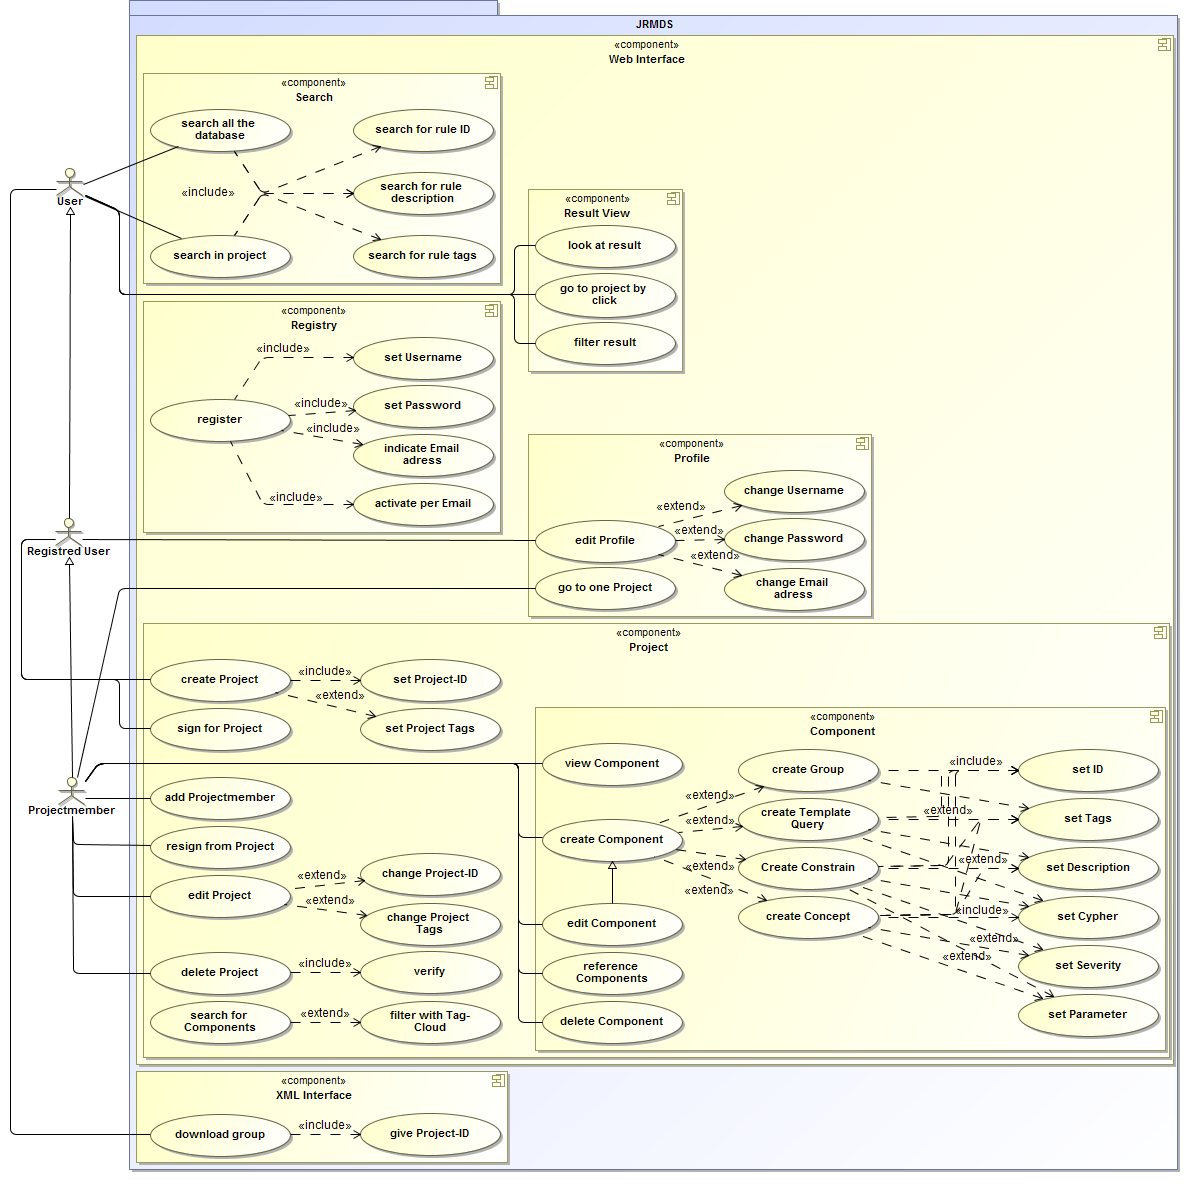 JRMDS
«component»
Web Interface
«component»
Search
search all the
database
search for rule ID
«include»
search for rule
description
search in project
search for rule tags
User
«component»
Result View
look at result
go to project by
click
filter result
«component»
Registry
«include»
set Username
register
«include»
set Password
«include»
indicate Email
adress
«include»
activate per Email
Registred User
«component»
Profile
change Username
«extend»
edit Profile
«extend»
change Password
«extend»
change Email
adress
go to one Project
«component»
Project
create Project
«include»
set Project-ID
«extend»
sign for Project
set Project Tags
Projectmember
add Projectmember
resign from Project
edit Project
«extend»
change Project-ID
«extend»
change Project
Tags
delete Project
«include»
verify
search for
Components
«extend»
filter with Tag-
Cloud
«component»
Component
view Component
create Component
edit Component
reference
Components
delete Component
«extend»
«extend»
«extend»
«extend»
create Group
create Template
Query
Create Constrain
create Concept
«include»
«extend»
«extend»
«include»
«extend»
«extend»
set ID
set Tags
set Description
set Cypher
set Severity
set Parameter
«component»
XML Interface
download group
«include»
give Project-ID